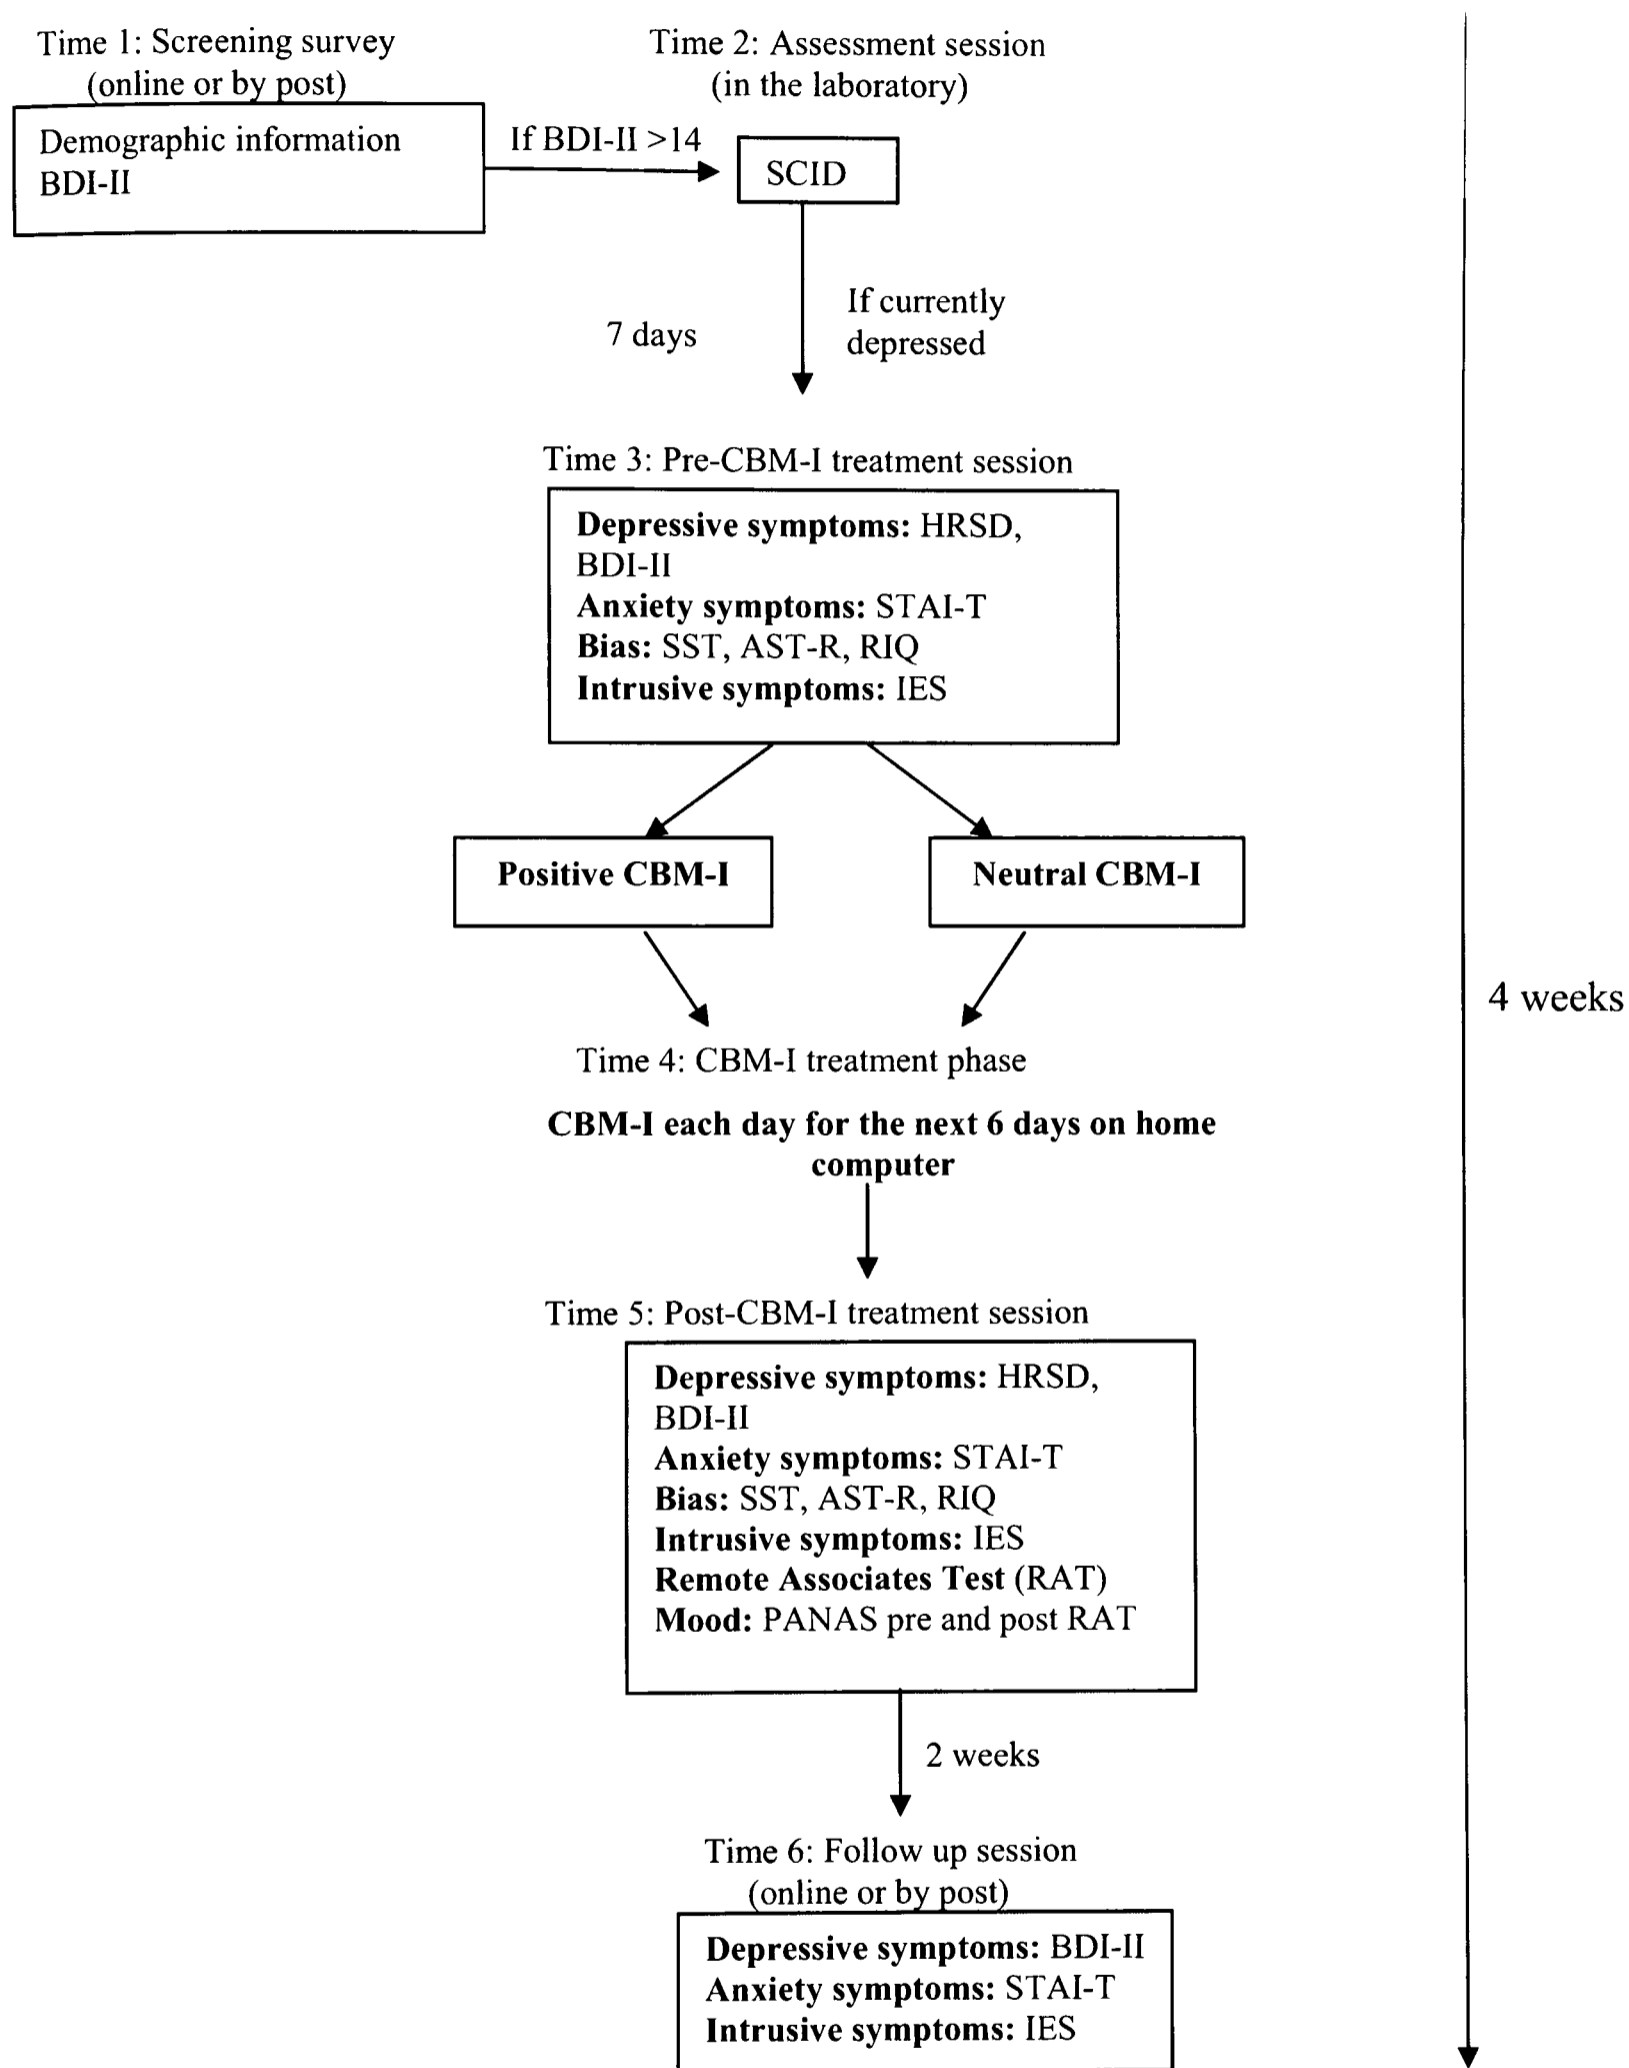 Time 1: Screening survey
(online or by post)
Demographic information
BDI-II
If BDI-II >14
Time 2: Assessment session
(in the laboratory)
SCID
7 days
If currently
depressed
Time 3: Pre-CBM-I treatment session
Depressive symptoms: HRSD,
BDI-II
Anxiety symptoms: STAI-T
Bias: SST, AST-R, RIQ
Intrusive symptoms: IES
Positive CBM-I
Neutral CBM-I
4 weeks
Time 4: CBM-I treatment phase
CBM-I each day for the next 6 days on home
computer
Time 5: Post-CBM-I treatment session
Depressive symptoms: HRSD,
BDI-II
Anxiety symptoms: STAI-T
Bias: SST, AST-R, RIQ
Intrusive symptoms: IES
Remote Associates Test (RAT)
Mood: PANAS pre and post RAT
2 weeks
Time 6: Follow up session
(online or by post)
Depressive symptoms: BDI-II
Anxiety symptoms: STAI-T
Intrusive symptoms: IES